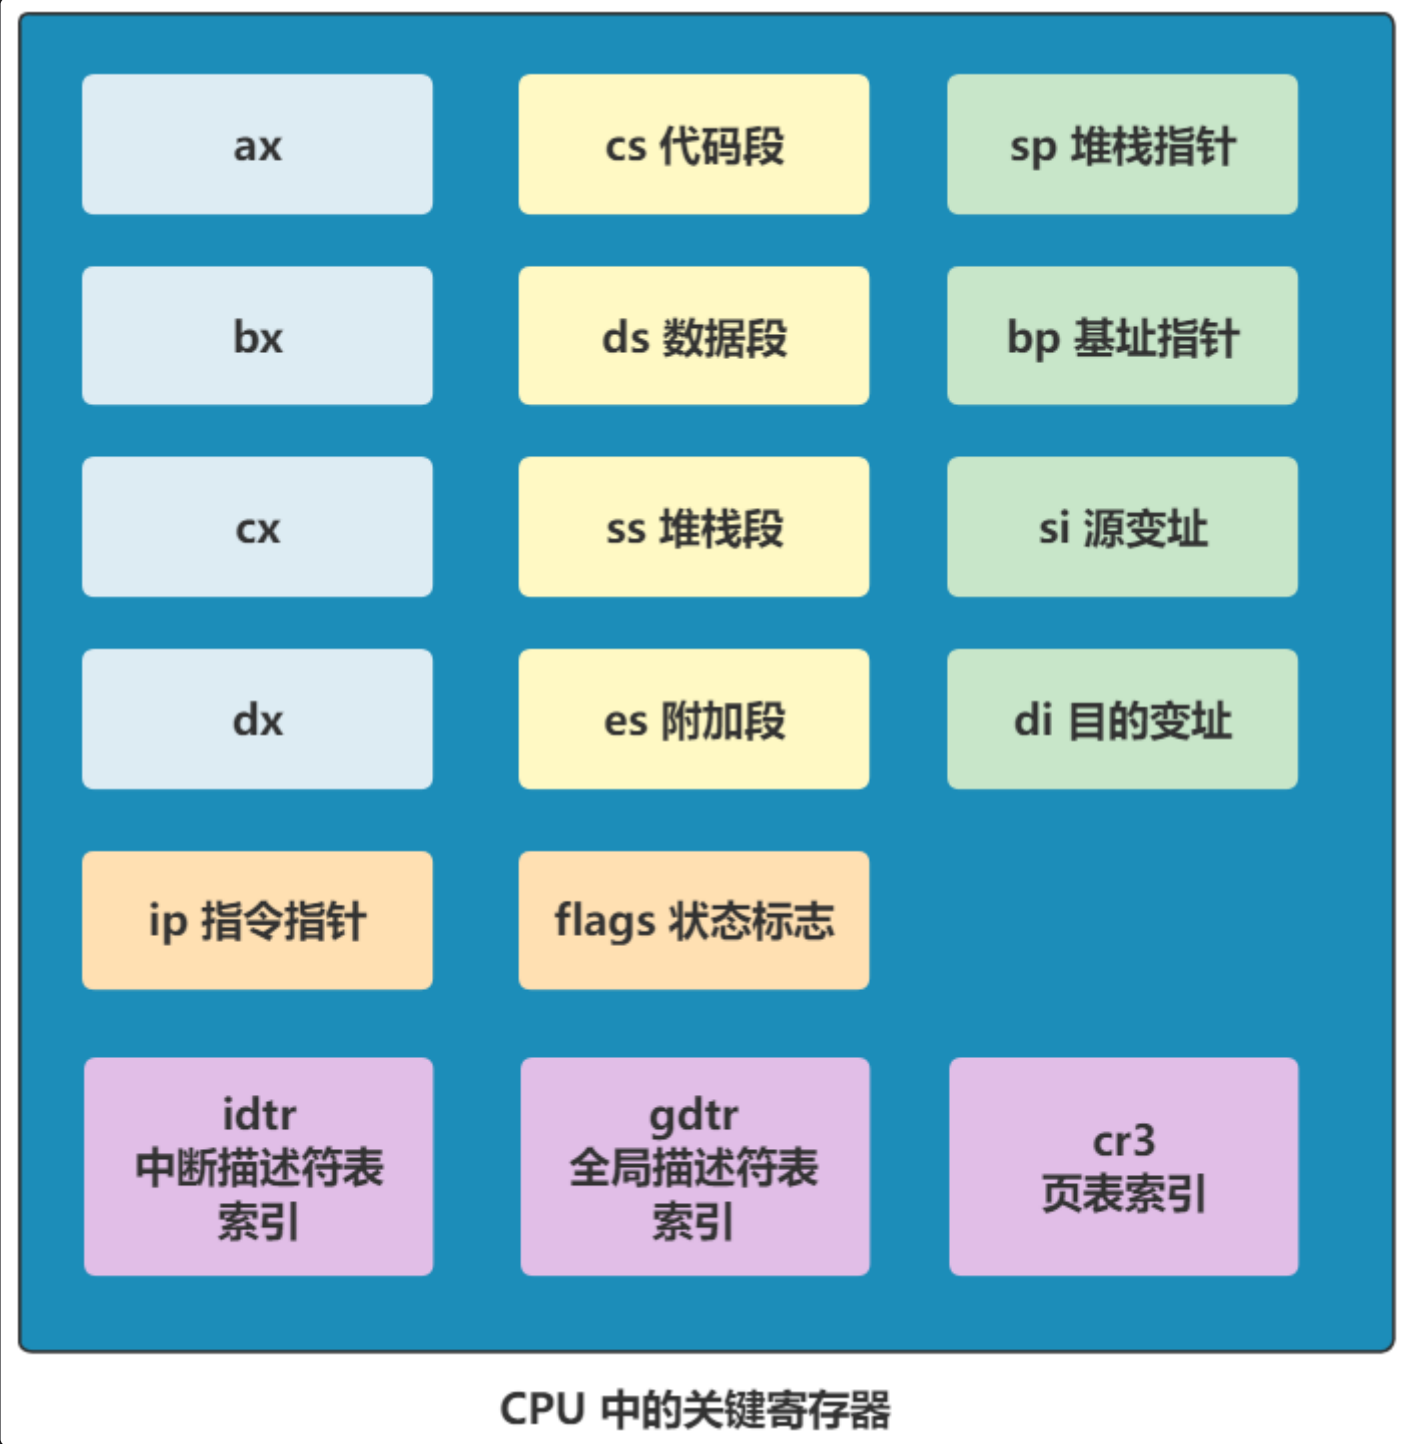 ax
cs 代码段
sp 堆栈指针
bx
ds 数据段
bp 基址指针
cx
ss 堆栈段
si 源变址
dx
es 附加段
di 目的变址
ip 指令指针
flags 状态标志
idtr
中断描述符表
索引
gdtr
全局描述符表
索引
cr3
页表索引
CPU 中的关键寄存器